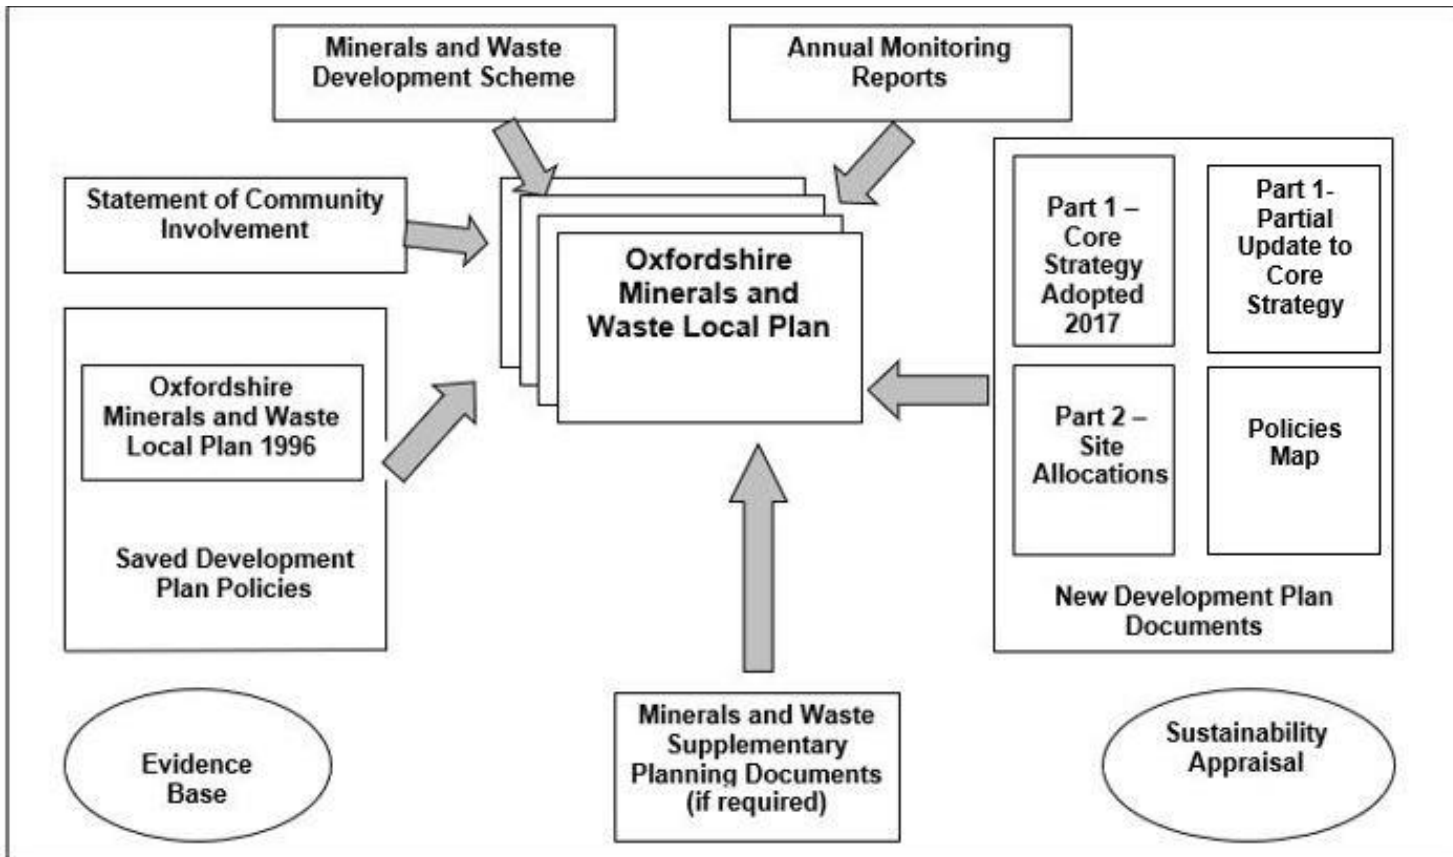 Minerals and Waste
Development Scheme
Annual Monitoring
Reports
Statement of Community
Involvement
Oxfordshire
Minerals and
Waste Local Plan
Part 1 –
Core
Strategy
Adopted
2017
Part 1-
Partial
Update to
Core
Strategy
Oxfordshire
Minerals and Waste
Local Plan 1996
Saved Development
Plan Policies
Part 2 –
Site
Allocations
Policies
Map
New Development Plan
Documents
Evidence
Base
Minerals and Waste
Supplementary
Planning Documents
(if required)
Sustainability
Appraisal